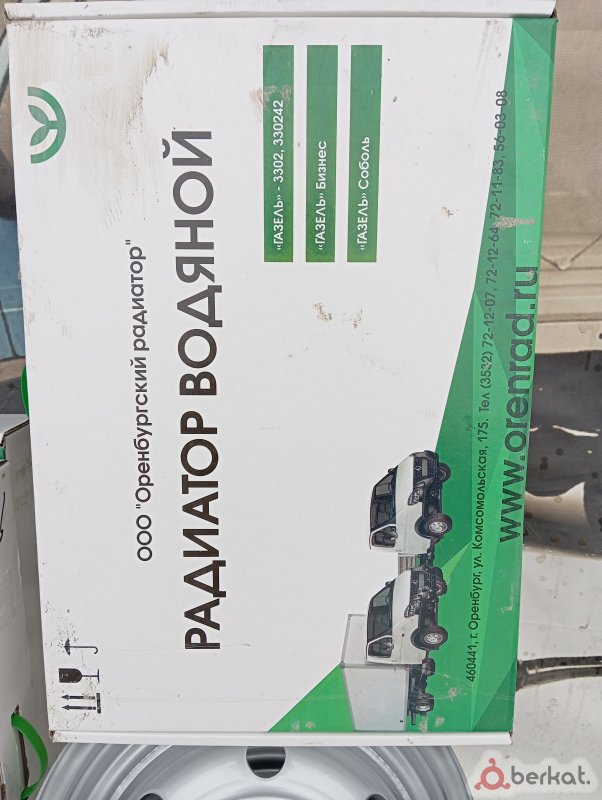 ООО "Оренбургский радиатор"
РАДИАТОР ВОДЯНОЙ
«ГАЗЕЛЬ» - 3302, 330242
«ГАЗЕЛЬ» Бизнес
«ГАЗЕЛЬ» Соболь
460441, г. Оренбург, ул. Комсомольская, 175. Тел (3532) 72-12-07, 72-12-64, 72-11-83, 56-03-08
www.orenrad.ru
berkat.